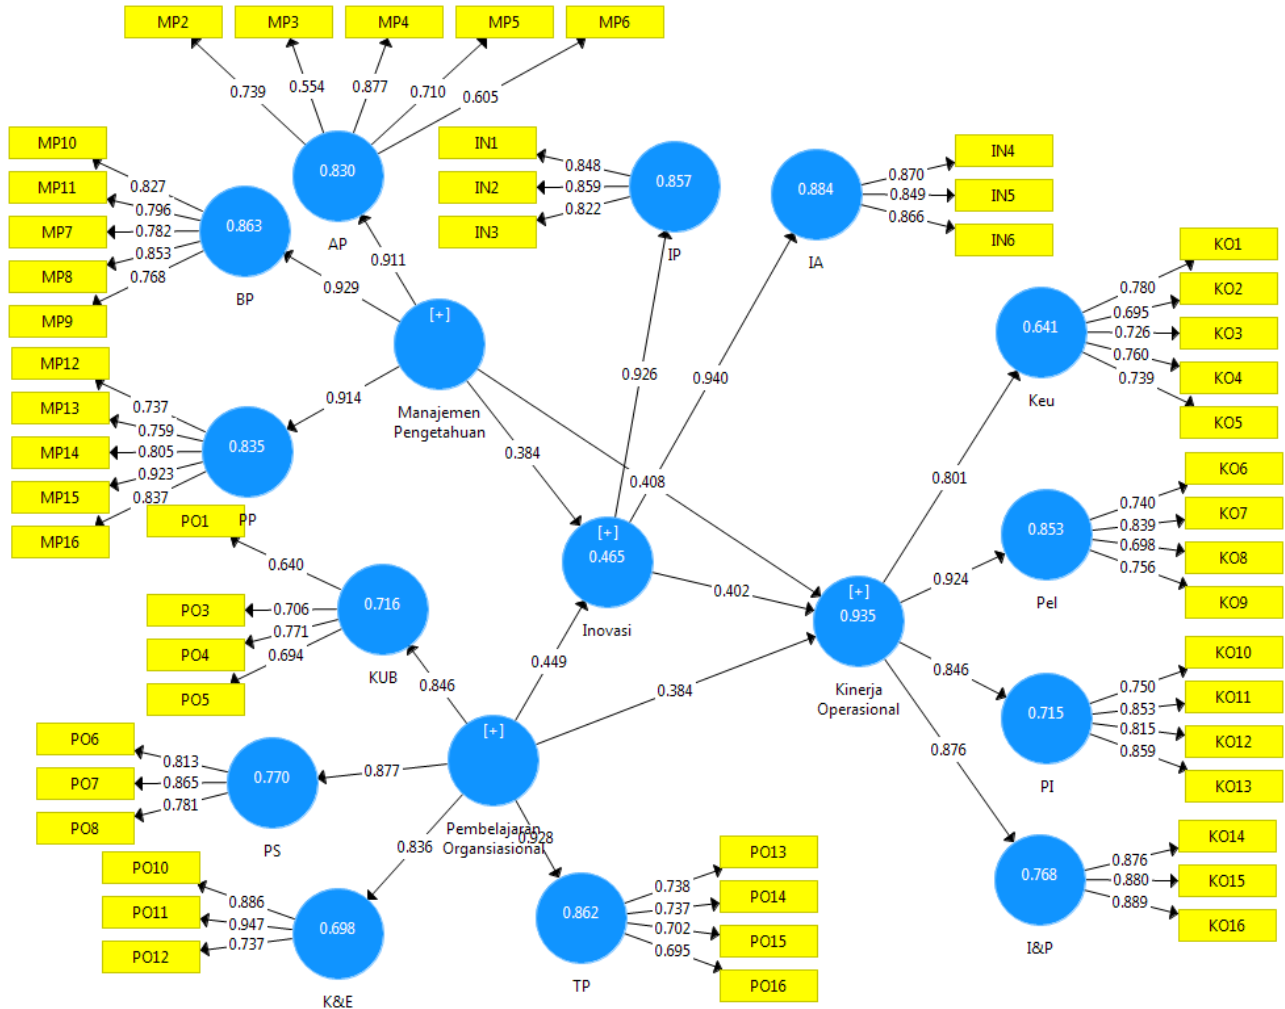 MP2
MP3
MP4
MP5
MP6
0.739
0.554
0.877
0.710
0.605
MP10
MP11
MP7
MP8
MP9
0.827
0.796
0.782
0.853
0.768
0.863
BP
0.830
AP
0.911
0.929
0.914
IN1
IN2
IN3
0.848
0.859
0.822
0.857
IP
0.884
IA
0.870
0.849
0.866
IN4
IN5
IN6
[+]
Manajemen
Pengetahuan
MP12
MP13
MP14
MP15
MP16
0.737
0.759
0.805
0.923
0.837
0.835
PP
0.384
0.408
0.926
0.940
[+]
0.465
Inovasi
0.402
0.449
0.384
KO1
KO2
KO3
KO4
KO5
0.780
0.695
0.726
0.760
0.739
0.641
Keu
0.801
KO6
KO7
KO8
KO9
0.740
0.839
0.698
0.756
0.853
Pel
0.924
[+]
0.935
Kinerja
Operasional
0.846
0.876
KO10
KO11
KO12
KO13
0.750
0.853
0.815
0.859
0.715
PI
KO14
KO15
KO16
0.876
0.880
0.889
0.768
I&P
PO1
PO3
PO4
PO5
0.640
0.706
0.771
0.694
0.716
KUB
0.846
PO6
PO7
PO8
0.813
0.865
0.781
0.770
PS
0.877
[+]
Pembelajaran
Organsiasional
0.836
0.928
PO10
PO11
PO12
0.886
0.947
0.737
0.698
K&E
0.862
TP
0.738
0.737
0.702
0.695
PO13
PO14
PO15
PO16